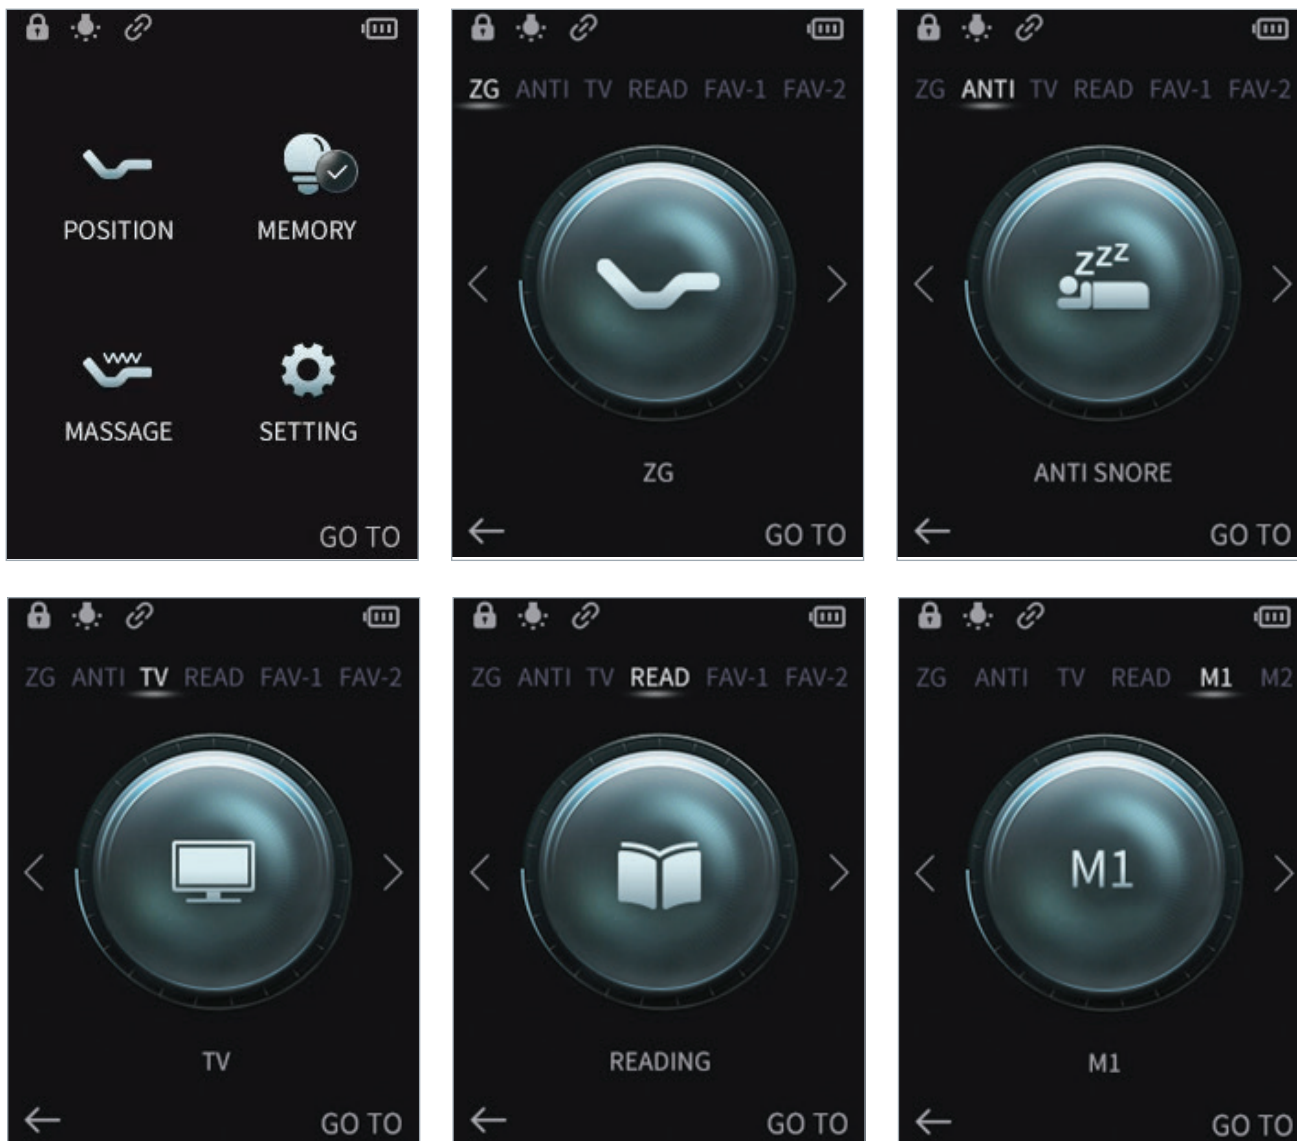 POSITION MEMORY
MASSAGE SETTING
GO TO
ZG ANTI TV READ FAV-1 FAV-2
ZG
GO TO
ZG ANTI TV READ FAV-1 FAV-2
zzz
ANTI SNORE
GO TO
ZG ANTI TV READ FAV-1 FAV-2
TV
GO TO
ZG ANTI TV READ FAV-1 FAV-2
READING
GO TO
ZG ANTI TV READ M1 M2
M1
M1
GO TO